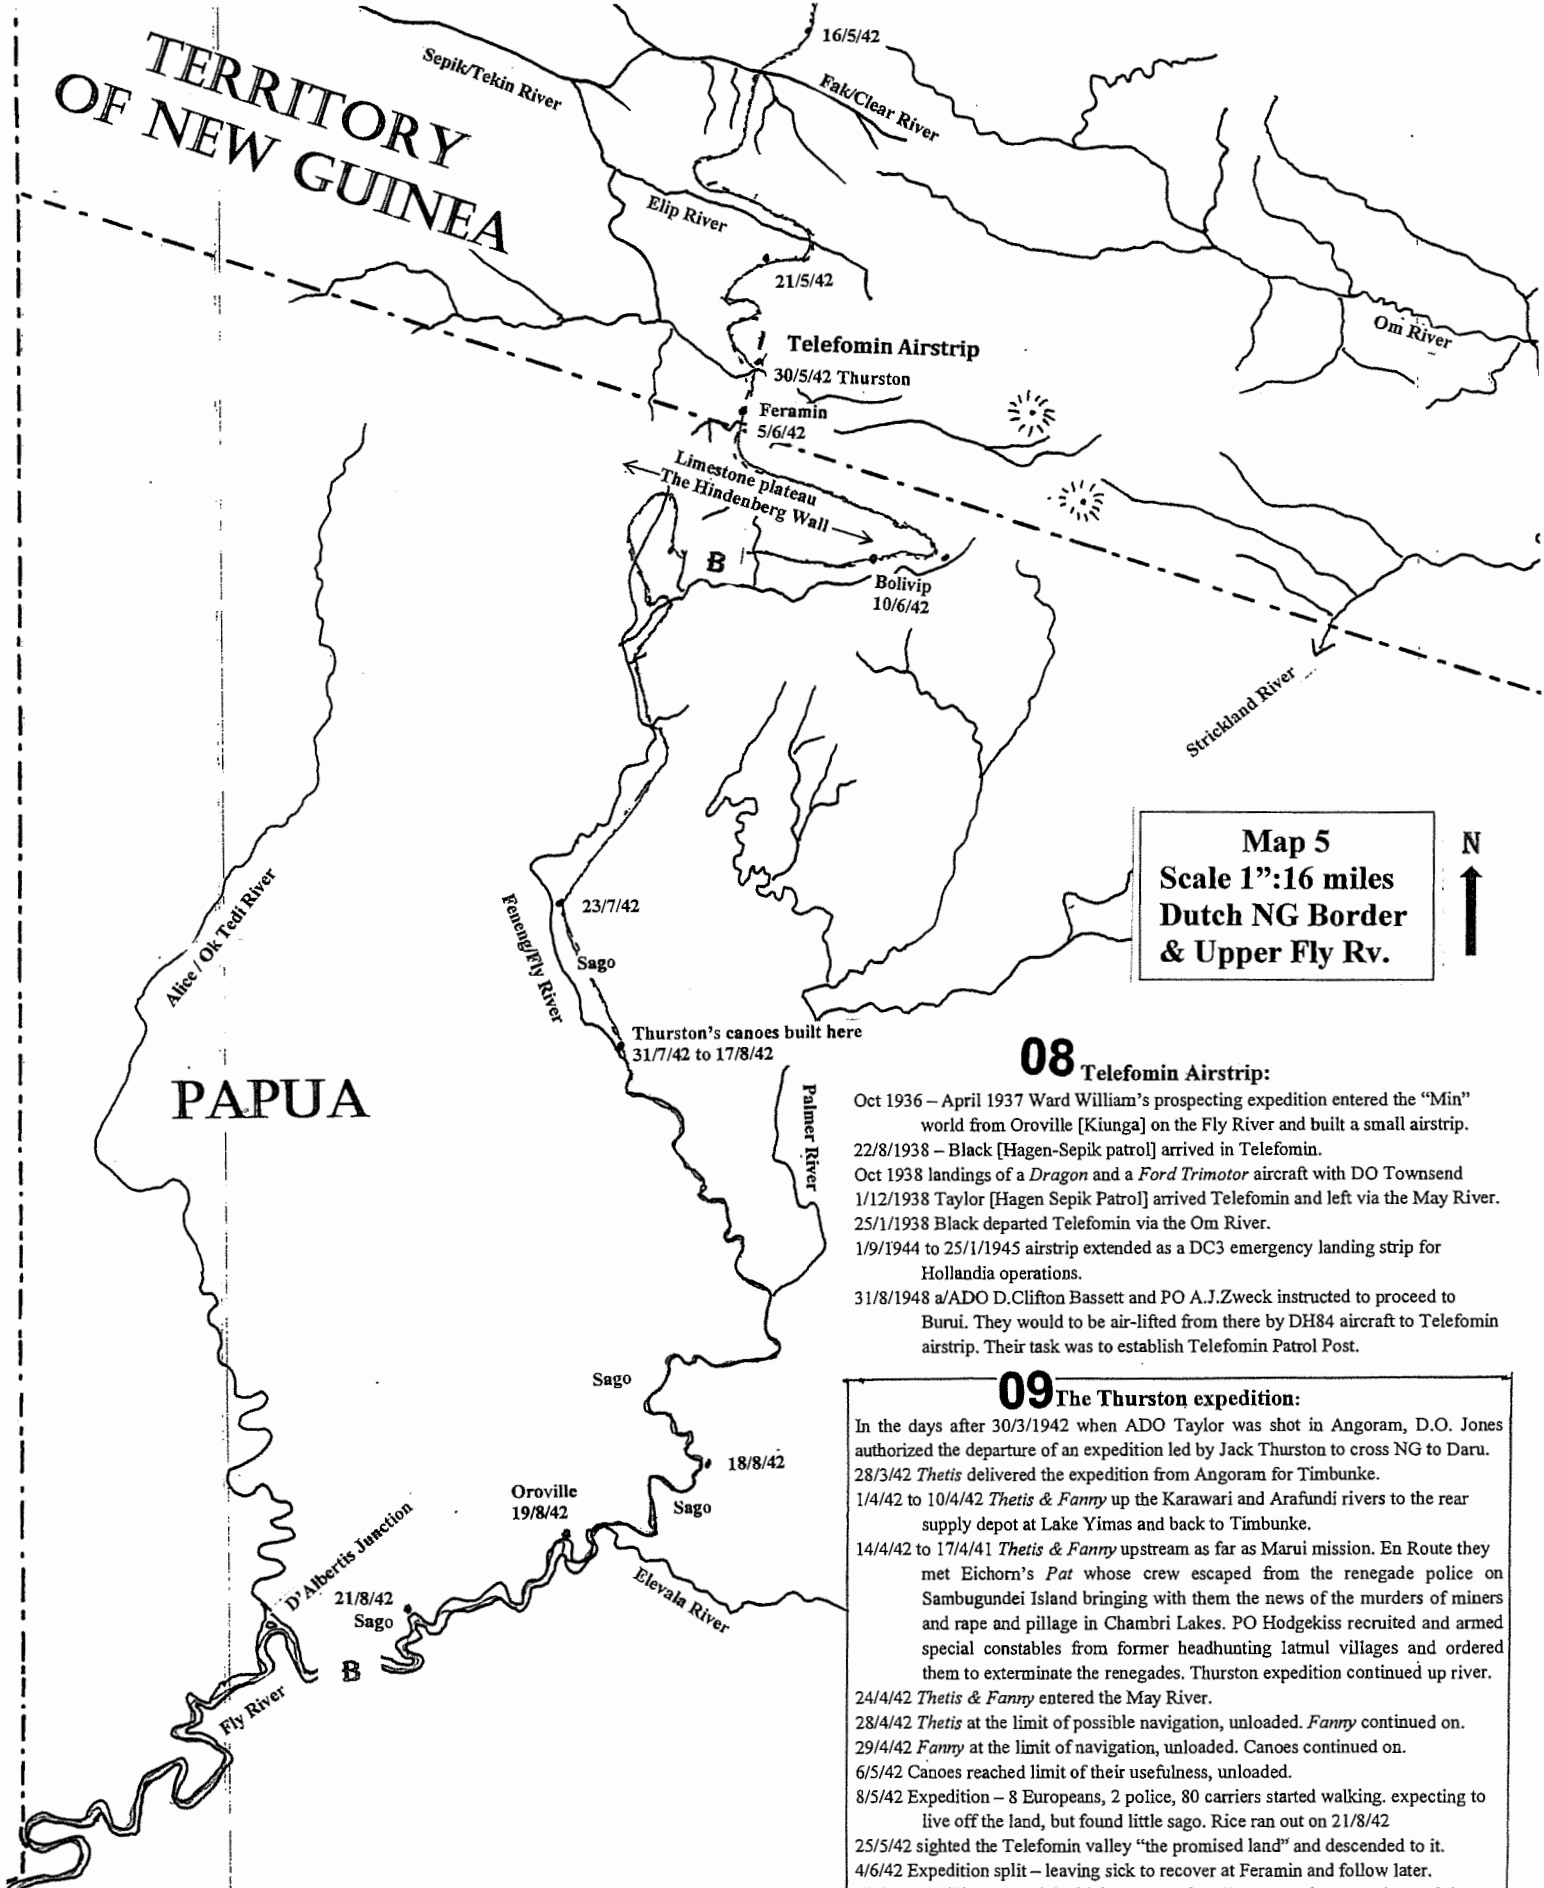 TERRITORY
OF NEW GUINEA
Sepik/Tekin River
16/5/42
Fak/Clear River
Elip River
21/5/42
Om River
Telefomin Airstrip
30/5/42 Thurston
Feramin
5/6/42
Limestone plateau
The Hindenberg Wall
B
Bolivip
10/6/42
Strickland River
Map 5
Scale 1”:16 miles
Dutch NG Border
& Upper Fly Rv.
N
Alice / Ok Tedi River
23/7/42
Feneng/Fly River
Sago
Thurston’s canoes built here
31/7/42 to 17/8/42
PAPUA
Palmer River
Sago
18/8/42
Oroville
19/8/42
Sago
D’Albertis Junction
21/8/42
Sago
Elevala River
B
Fly River
08 Telefomin Airstrip:
Oct 1936 – April 1937 Ward William’s prospecting expedition entered the “Min”
world from Oroville [Kiunga] on the Fly River and built a small airstrip.
22/8/1938 – Black [Hagen-Sepik patrol] arrived in Telefomin.
Oct 1938 landings of a Dragon and a Ford Trimotor aircraft with DO Townsend
1/12/1938 Taylor [Hagen Sepik Patrol] arrived Telefomin and left via the May River.
25/1/1938 Black departed Telefomin via the Om River.
1/9/1944 to 25/1/1945 airstrip extended as a DC3 emergency landing strip for
Hollandia operations.
31/8/1948 a/ADO D.Clifton Bassett and PO A.J.Zweck instructed to proceed to
Burui. They would to be air-lifted from there by DH84 aircraft to Telefomin
airstrip. Their task was to establish Telefomin Patrol Post.
09 The Thurston expedition:
In the days after 30/3/1942 when ADO Taylor was shot in Angoram, D.O. Jones
authorized the departure of an expedition led by Jack Thurston to cross NG to Daru.
28/3/42 Thetis delivered the expedition from Angoram for Timbunke.
1/4/42 to 10/4/42 Thetis & Fanny up the Karawari and Arafundi rivers to the rear
supply depot at Lake Yimas and back to Timbunke.
14/4/42 to 17/4/41 Thetis & Fanny upstream as far as Marui mission. En Route they
met Eichorn’s Pat whose crew escaped from the renegade police on
Sambugundei Island bringing with them the news of the murders of miners
and rape and pillage in Chambri Lakes. PO Hodgekiss recruited and armed
special constables from former headhunting Iatmul villages and ordered
them to exterminate the renegades. Thurston expedition continued up river.
24/4/42 Thetis & Fanny entered the May River.
28/4/42 Thetis at the limit of possible navigation, unloaded. Fanny continued on.
29/4/42 Fanny at the limit of navigation, unloaded. Canoes continued on.
6/5/42 Canoes reached limit of their usefulness, unloaded.
8/5/42 Expedition – 8 Europeans, 2 police, 80 carriers started walking. expecting to
live off the land, but found little sago. Rice ran out on 21/8/42
25/5/42 sighted the Telefomin valley “the promised land” and descended to it.
4/6/42 Expedition split – leaving sick to recover at Feramin and follow later.